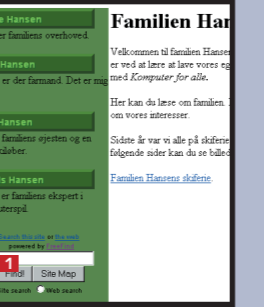 Hansen
er familiens overhoved.
Hansen
er der farmand. Det er mig
Hansen
familiens øjesten og en
Hansen
er familiens ekspert i
Search this site or the web
powered by FreeFind
1
Find! Site Map
Site search Web search
Familien Han
Velkommen til familien Hansen
er ved at lære at lave vores eg
med Komputer for alle.
Her kan du læse om familien.
om vores interesser.
Sidste år var vi alle på skiferie
følgende sider kan du se billed
Familien Hansens skiferie.